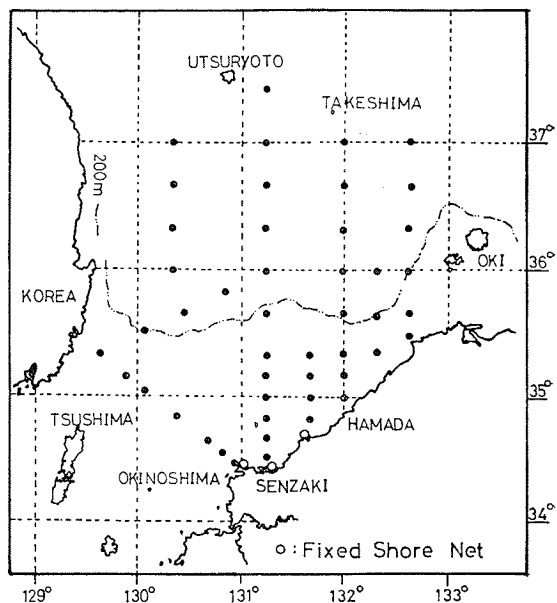 UTSURYOTO
TAKESHIMA
37°
200m
36°
OKI
KOREA
35°
TSUSHIMA
HAMADA
OKINOSHIMA
SENZAKI
34°
○ : Fixed Shore Net
129°
130°
131°
132°
133°